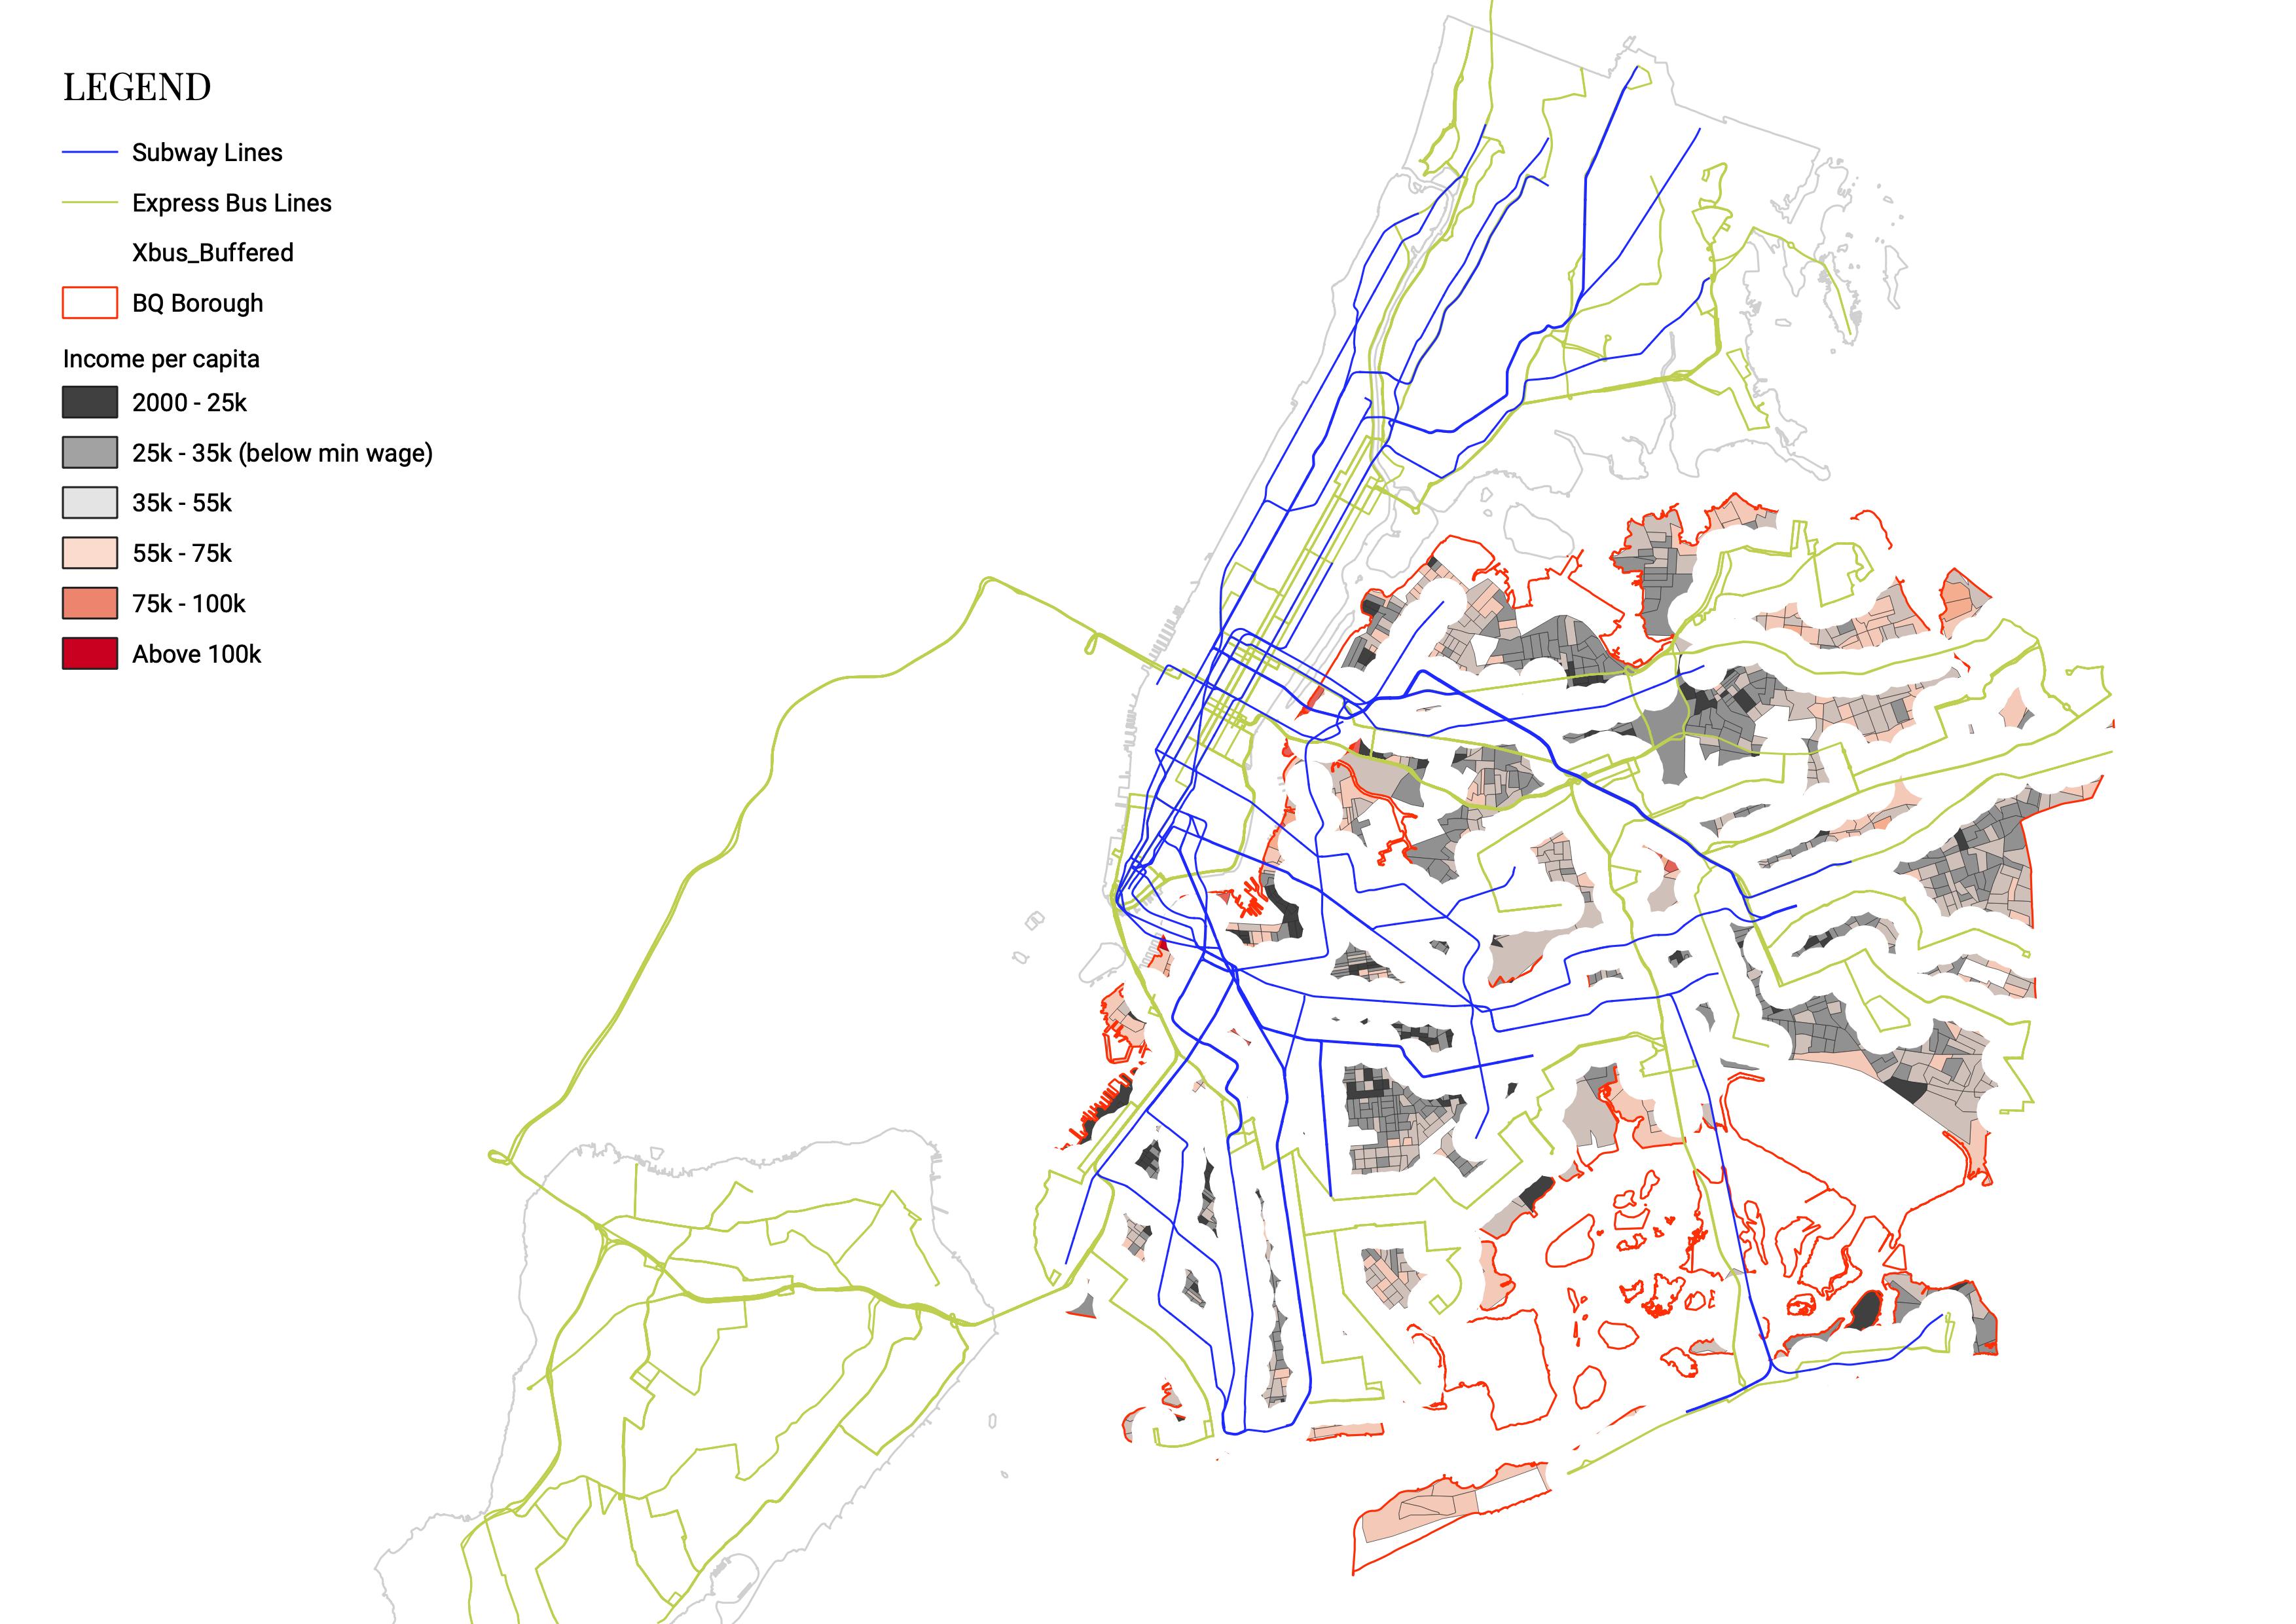 LEGEND
Subway Lines
Express Bus Lines
Xbus_Buffered
BQ Borough
Income per capita
2000 - 25k
25k - 35k (below min wage)
35k - 55k
55k - 75k
75k - 100k
Above 100k